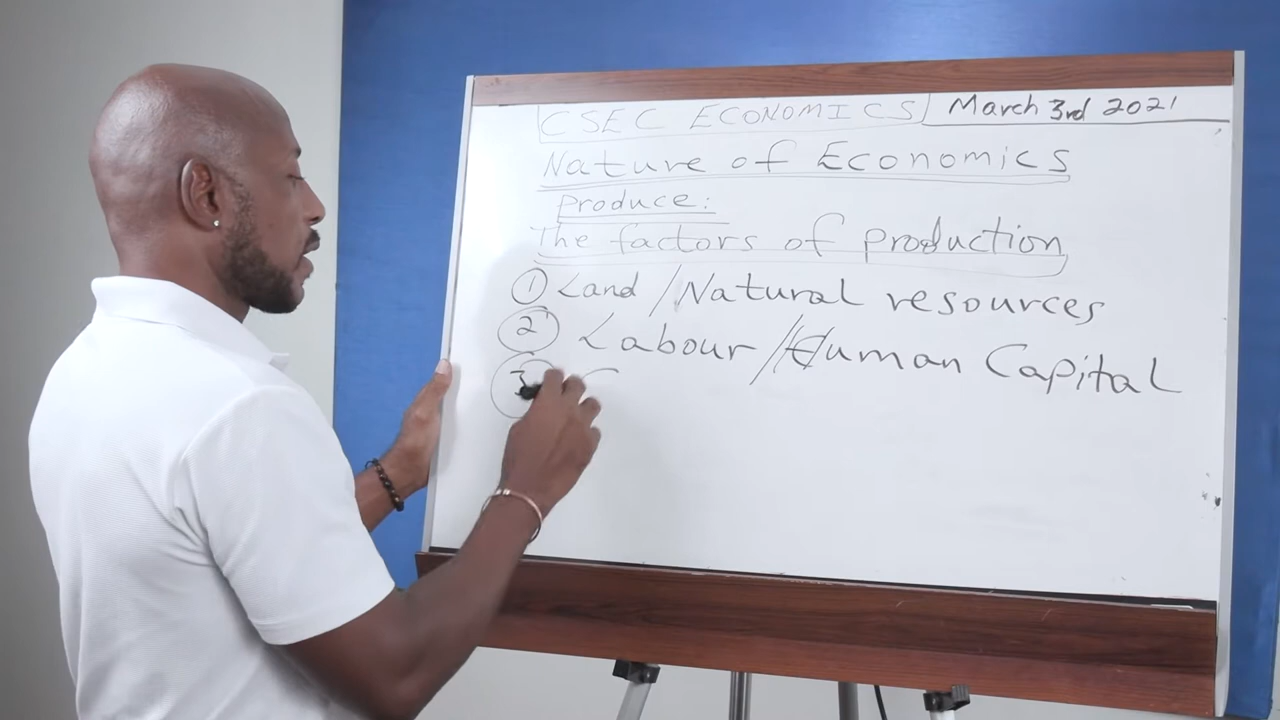 CSEC ECONOMICS March 3rd 2021
Nature of Economics
produce:
The factors of production
1 Land / Natural resources
2 Labour / Human Capital
3